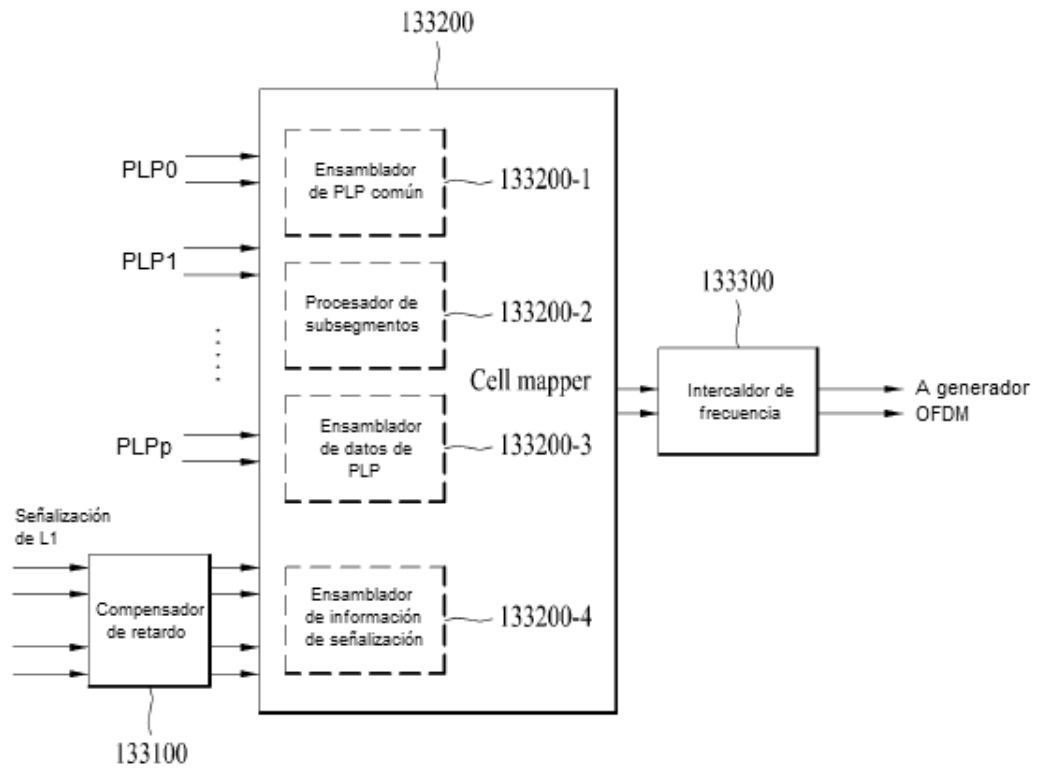 133200
PLP0
Ensamblador
de PLP común
133200-1
PLP1
Procesador de
subsegmentos
133200-2
133300
Cell mapper
Intercaldor de
frecuencia
A generador
OFDM
PLPp
Ensamblador
de datos de
PLP
133200-3
Señalización
de L1
Compensador
de retardo
Ensamblador
de información
de señalización
133200-4
133100